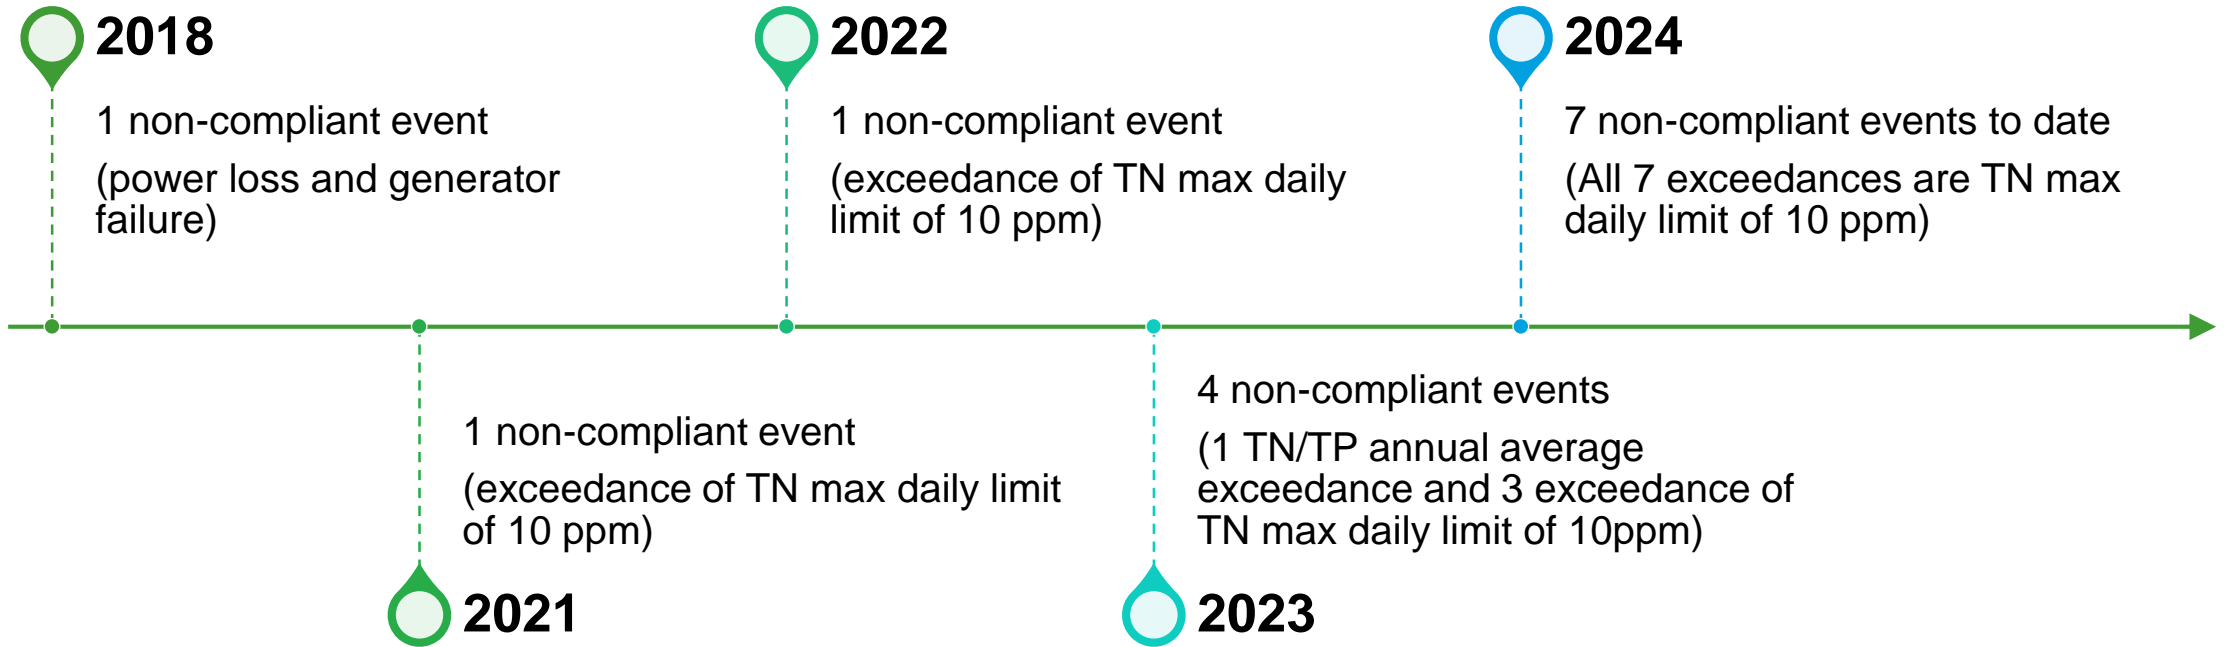 2018
1 non-compliant event
(power loss and generator
failure)
2021
1 non-compliant event
(exceedance of TN max daily limit
of 10 ppm)
2022
1 non-compliant event
(exceedance of TN max daily
limit of 10 ppm)
2023
4 non-compliant events
(1 TN/TP annual average
exceedance and 3 exceedance of
TN max daily limit of 10ppm)
2024
7 non-compliant events to date
(All 7 exceedances are TN max
daily limit of 10 ppm)